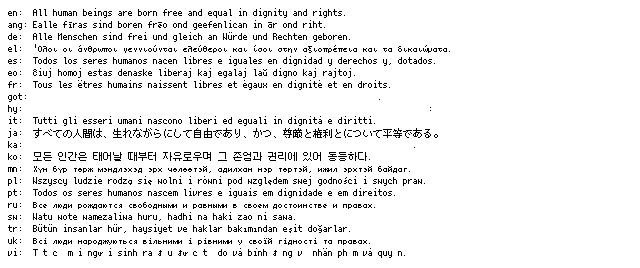 en: All human beings are born free and equal in dignity and rights.
ang: Ealle fīras sind boren frēo ond geefenlican in ār ond riht.
de: Alle Menschen sind frei und gleich an Würde und Rechten geboren.
el: Όλοι οι άνθρωποι γεννιούνται ελεύθεροι και ίσοι στην αξιοπρέπεια και τα δικαιώματα.
es: Todos los seres humanos nacen libres e iguales en dignidad y derechos y, dotados.
eo: Ĉiuj homoj estas denaske liberaj kaj egalaj laŭ digno kaj rajtoj.
fr: Tous les êtres humains naissent libres et égaux en dignité et en droits.
got: .
hy: :
it: Tutti gli esseri umani nascono liberi ed eguali in dignità e diritti.
ja: すべての人間は、生れながらにして自由であり、かつ、尊厳と権利とについて平等である。
ka: .
ko: 모든 인간은 태어날 때부터 자유로우며 그 존엄과 권리에 있어 동등하다.
mn: Хүн бүр төрж мэндлэхэд эрх чөлөөтэй, адилхан нэр төртэй, ижил эрхтэй байдаг.
pl: Wszyscy ludzie rodzą się wolni i równi pod względem swej godności i swych praw.
pt: Todos os seres humanos nascem livres e iguais em dignidade e em direitos.
ru: Все люди рождаются свободными и равными в своем достоинстве и правах.
sw: Watu wote wamezaliwa huru, hadhi na haki zao ni sawa.
tr: Bütün insanlar hür, haysiyet ve haklar bakımından eşit doğarlar.
uk: Всі люди народжуються вільними і рівними у своїй гідності та правах.
vi: T t c m i ngư i sinh ra đ u đư c t do và bình đ ng v nhân ph m và quy n.